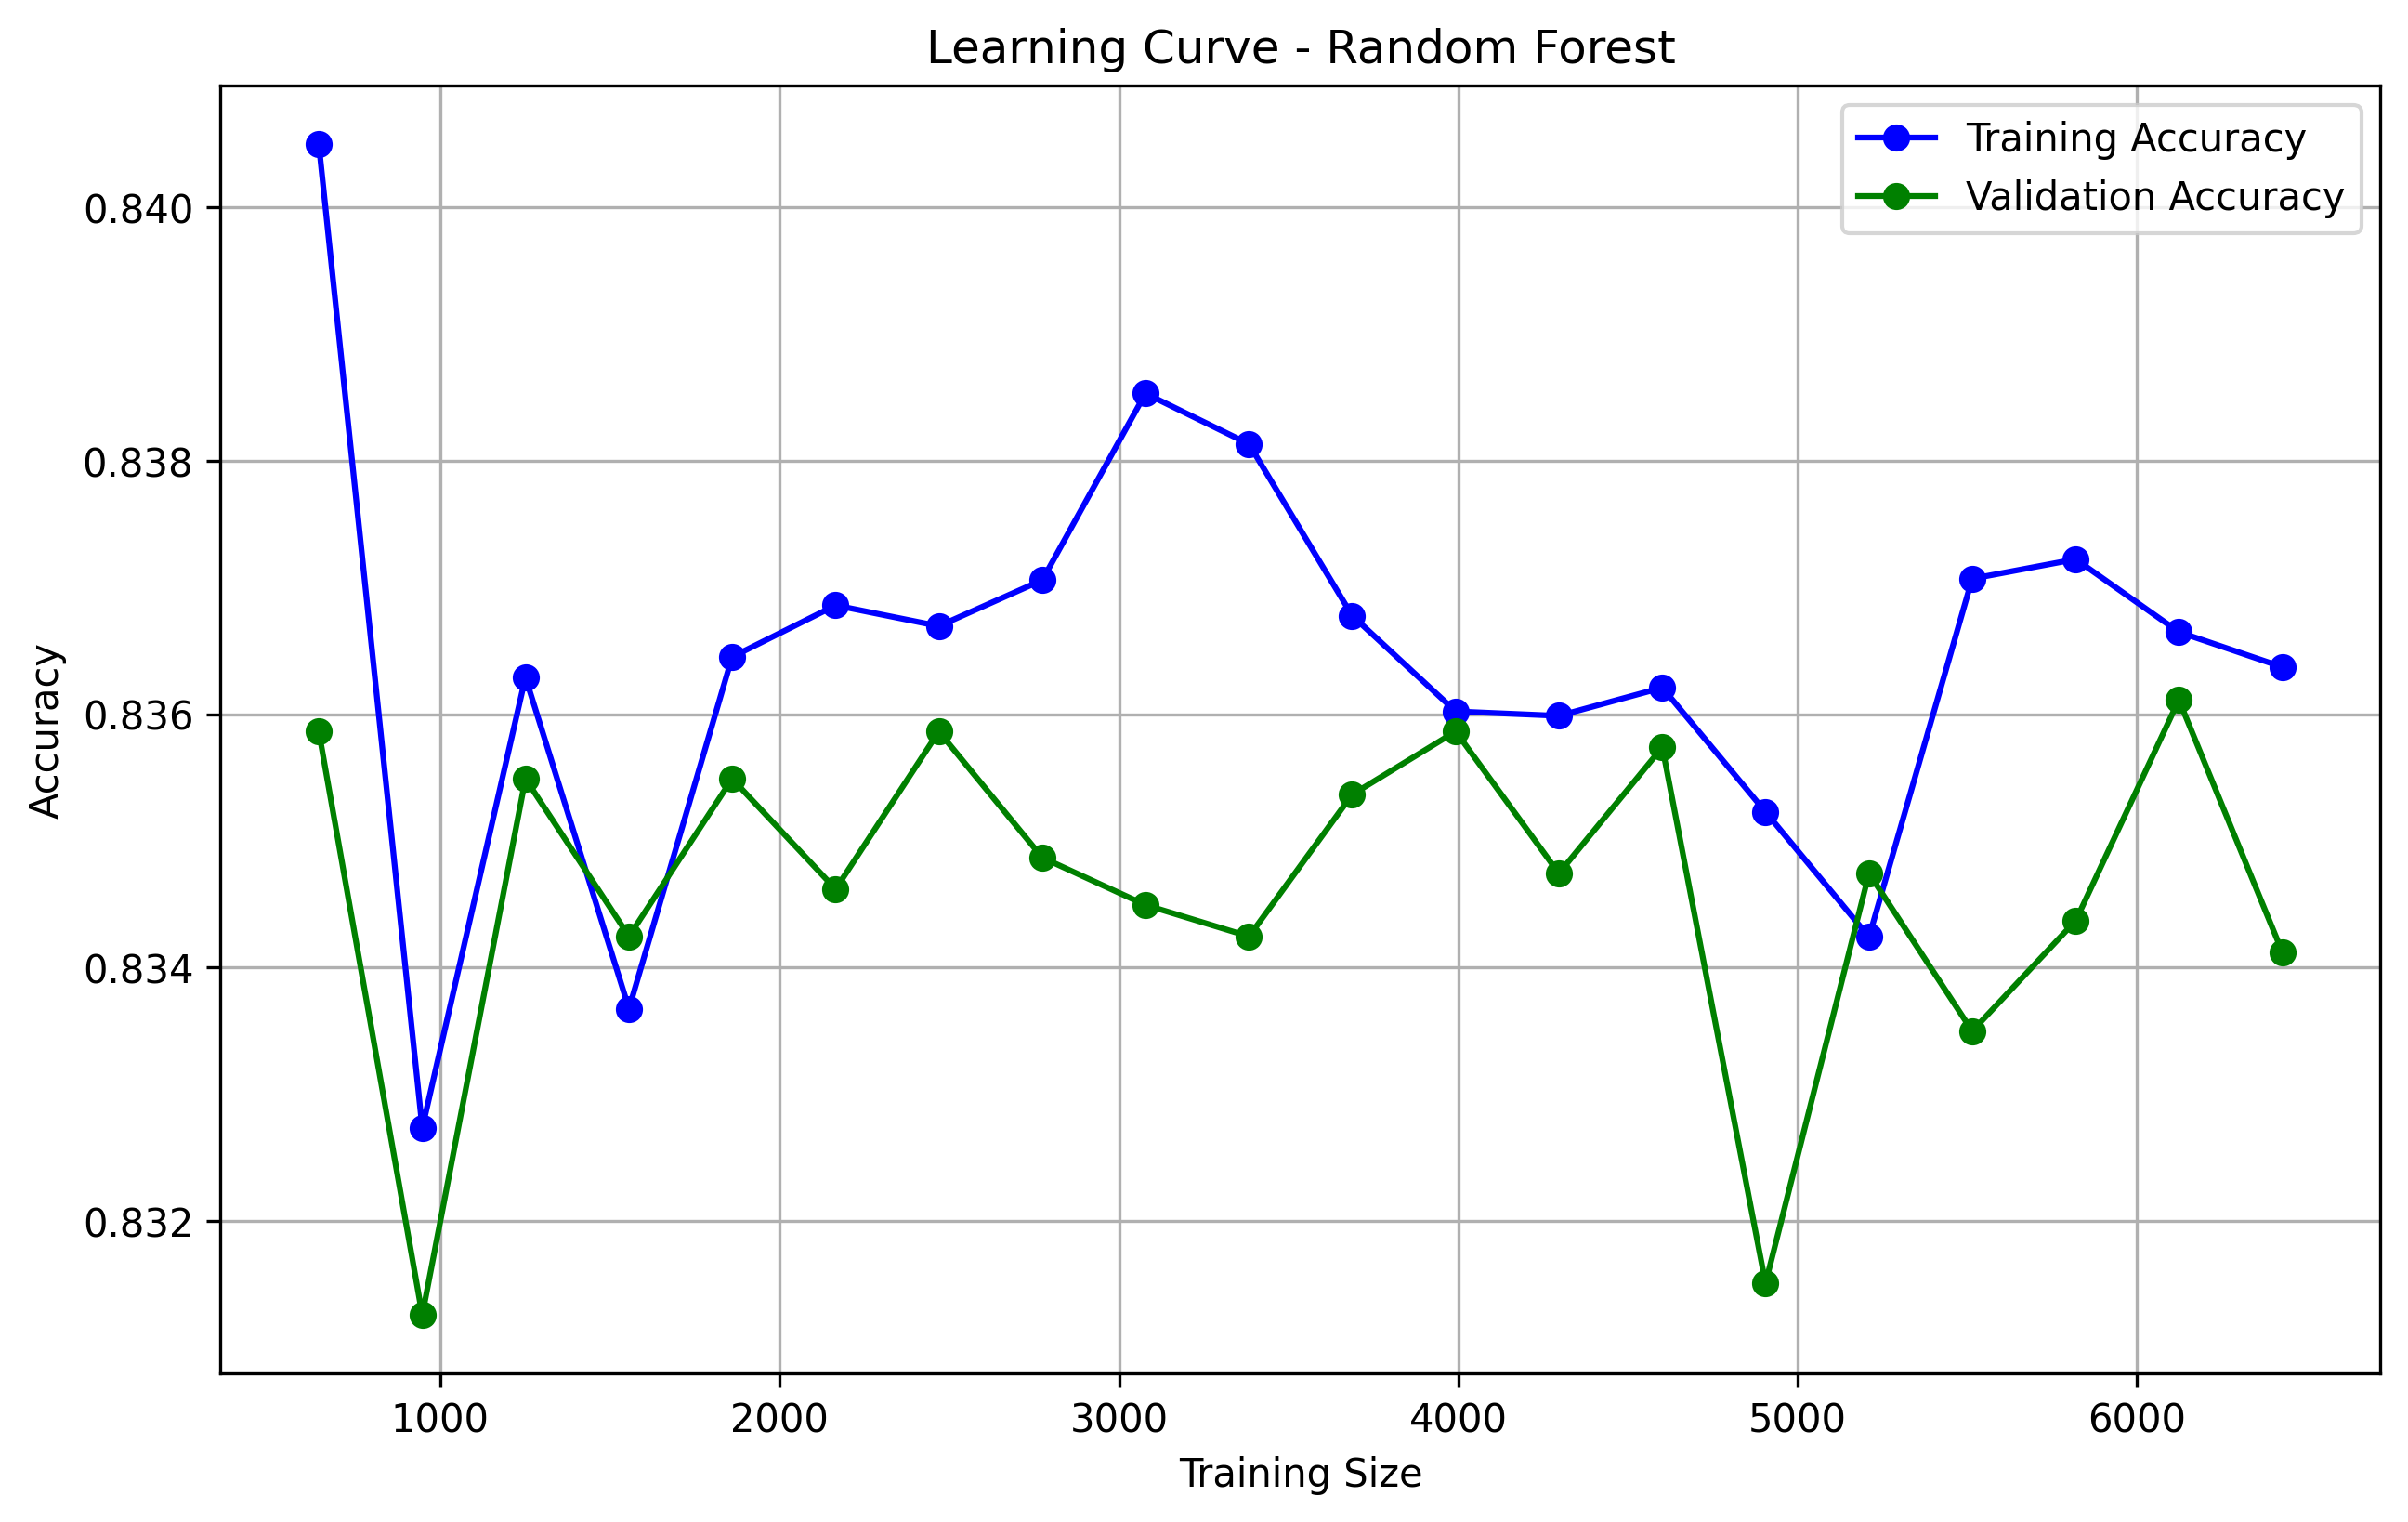 Learning Curve - Random Forest
Training Accuracy
Validation Accuracy
0.840
0.838
0.836
0.834
0.832
Accuracy
1000 2000 3000 4000 5000 6000
Training Size